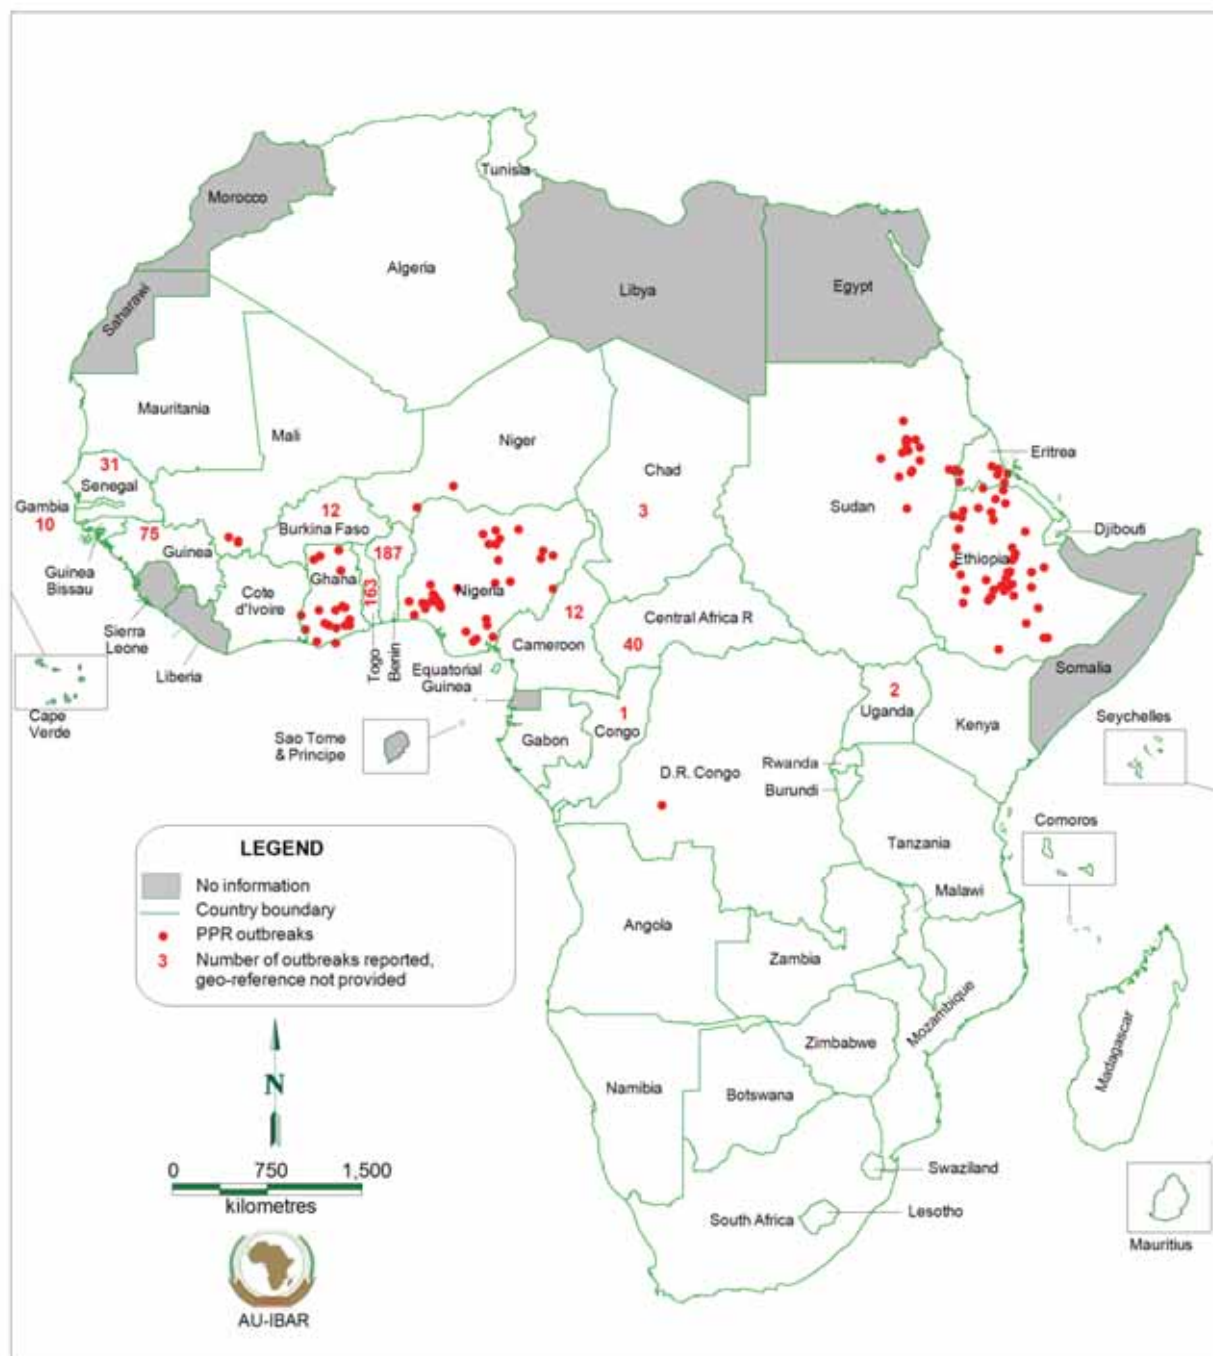 Tunisia
Morocco
Algeria
Libya
Egypt
Saharawi
Mauritania
Mali
Niger
Chad
3
Sudan
Eritrea
Djibouti
31
Senegal
Gambia
10
75
Guinea
Guinea
Bissau
12
Burkina Faso
187
163
Ghana
Nigeria
Ethiopia
Cote
d'Ivoire
Sierra
Leone
Liberia
Togo
Benin
12
Cameroon
Central Africa R
40
Equatorial
Guinea
Somalia
2
Uganda
Kenya
Seychelles
Cape
Verde
Sao Tome
& Principe
1
Congo
Gabon
D.R. Congo
Rwanda
Burundi
Comoros
Tanzania
Malawi
LEGEND
No information
Country boundary
PPR outbreaks
3 Number of outbreaks reported,
geo-reference not provided
Angola
Zambia
Mozambique
Zimbabwe
Madagascar
Namibia
Botswana
N
0 750 1,500
kilometres
Swaziland
Lesotho
South Africa
Mauritius
AU-IBAR